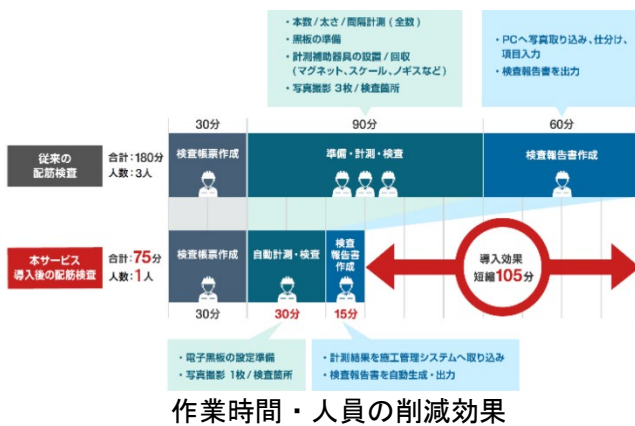 ・本数/太さ/間隔計測(全数)
・黒板の準備
・計測補助器具の設置/回収
(マグネット、スケール、ノギスなど)
・写真撮影 3枚/検査箇所
・PCへ写真取り込み、仕分け、
項目入力
・検査報告書を出力
30分
90分
60分
従来の
配筋検査
合計:180分
人数:3人
検査帳票作成
準備・計測・検査
検査報告書作成
本サービス
導入後の配筋検査
合計:75分
人数:1人
検査帳票作成
自動計測・検査
検査
報告書
作成
導入効果
短縮105分
30分
30分
15分
・電子黒板の設定準備
・写真撮影 1枚/検査箇所
・計測結果を施工管理システムへ取り込み
・検査報告書を自動生成・出力
作業時間・人員の削減効果